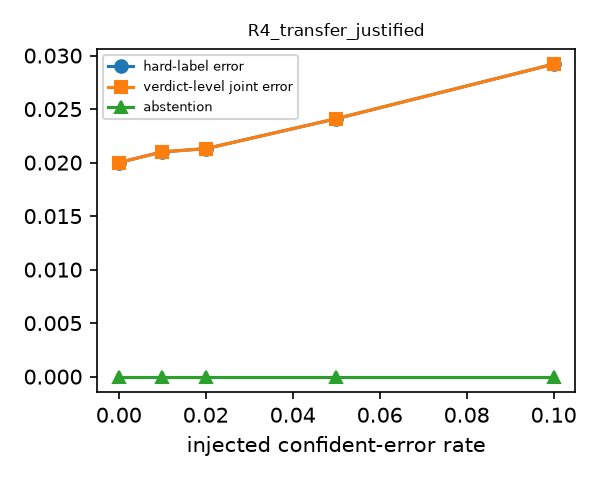 R4_transfer_justified
hard-label error
verdict-level joint error
abstention
0.030
0.025
0.020
0.015
0.010
0.005
0.000
0.00 0.02 0.04 0.06 0.08 0.10
injected confident-error rate